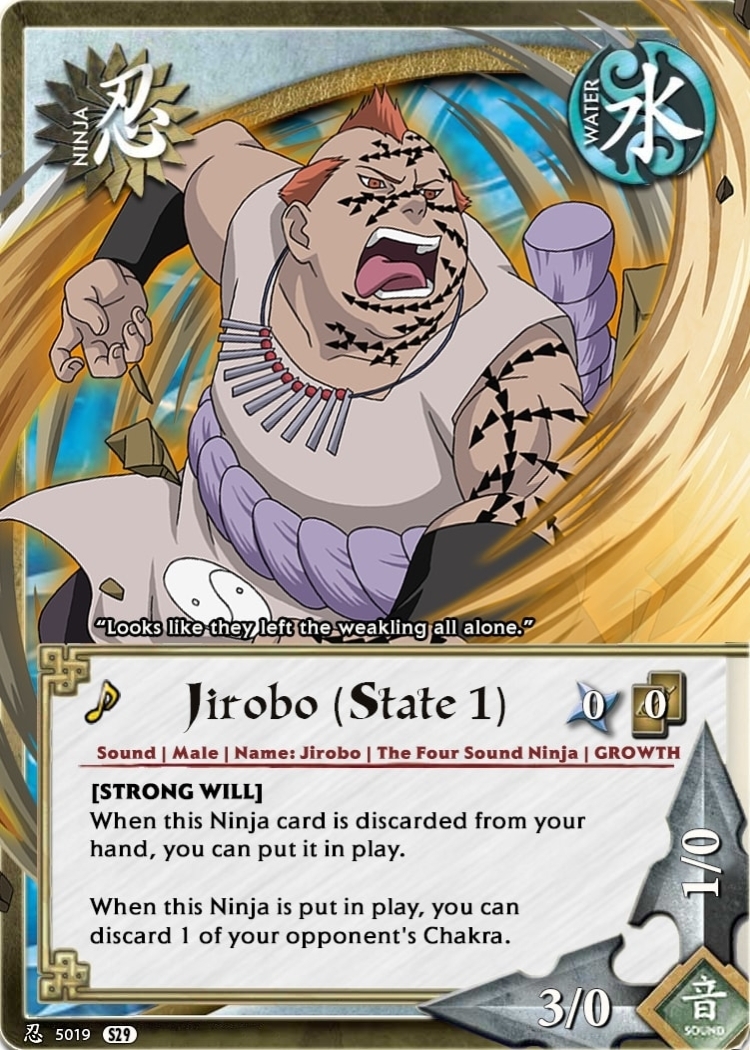 NINJA
忍
WATER
水
“Looks like they left the weakling all alone.”
Jirobo (State 1)
0
0
Sound | Male | Name: Jirobo | The Four Sound Ninja | GROWTH
[STRONG WILL]
When this Ninja card is discarded from your
hand, you can put it in play.
When this Ninja is put in play, you can
discard 1 of your opponent's Chakra.
1/0
3/0
音
SOUND
忍 5019 S29